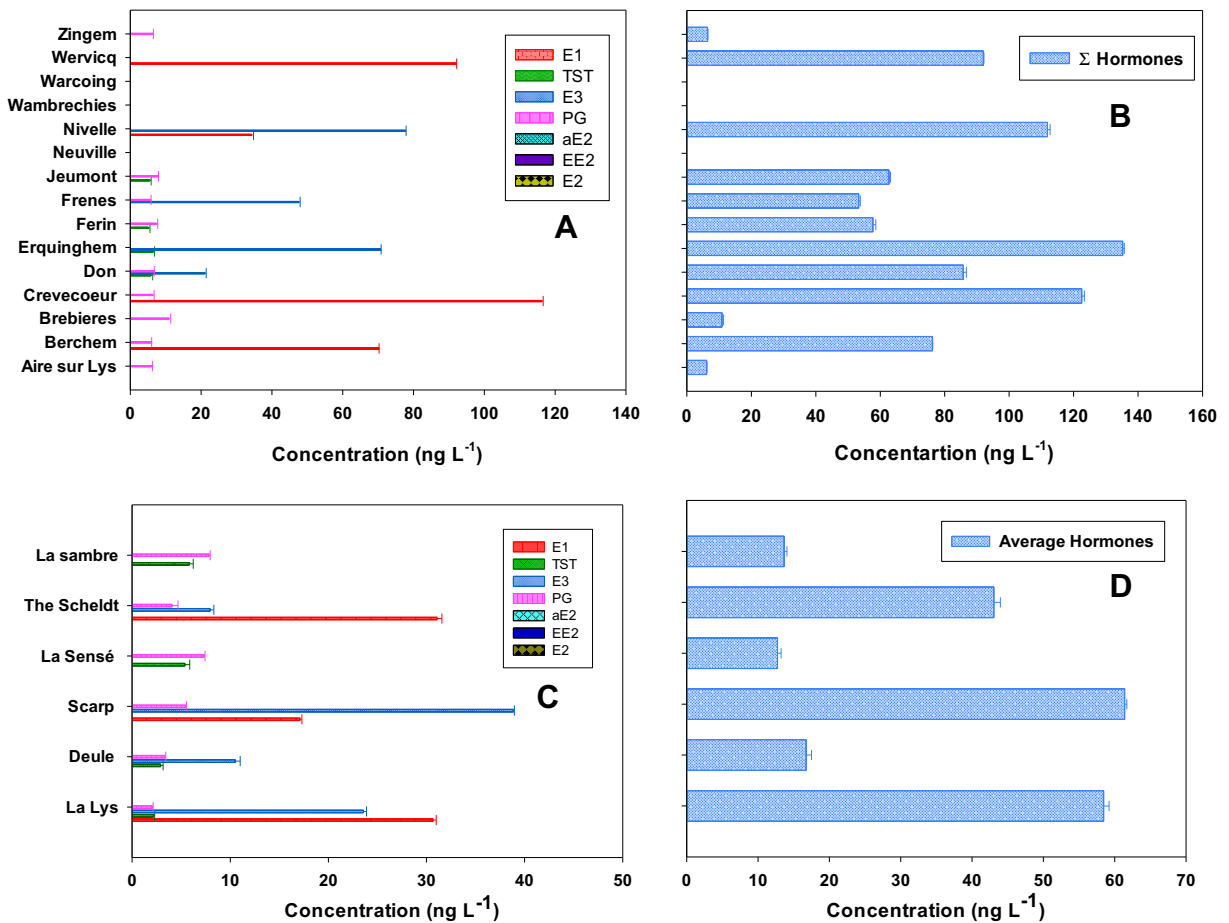 Zingem
Wervicq
Warcoing
Wambrechies
Nivelle
Neuville
Jeumont
Frenes
Ferin
Erquinghem
Don
Crevecoeur
Brebieres
Berchem
Aire sur Lys
E1
TST
E3
PG
aE2
EE2
E2
A
0 20 40 60 80 100 120 140
Concentration (ng L⁻¹)
Σ Hormones
B
0 20 40 60 80 100 120 140 160
Concentartion (ng L⁻¹)
La sambre
The Scheldt
La Sensé
Scarp
Deule
La Lys
E1
TST
E3
PG
aE2
EE2
E2
C
0 10 20 30 40 50
Concentration (ng L⁻¹)
Average Hormones
D
0 10 20 30 40 50 60 70
Concentration (ng L⁻¹)